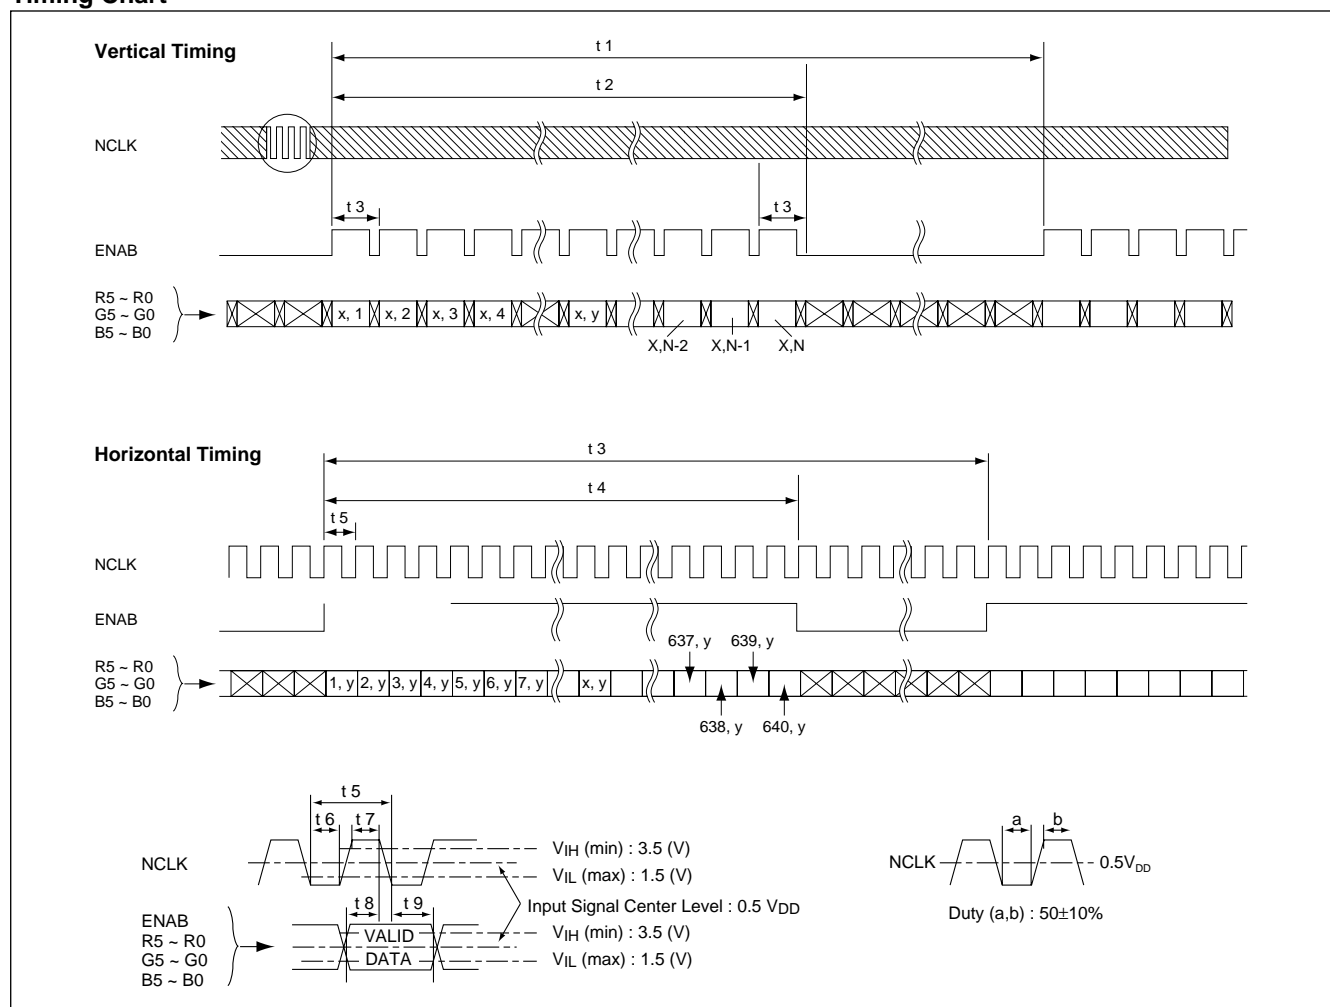 Timing Chart
Vertical Timing
t 1
t 2
NCLK
t 3
t 3
ENAB
R5 ~ R0
G5 ~ G0
B5 ~ B0
x, 1 x, 2 x, 3 x, 4 x, y
X,N-2 X,N-1 X,N
Horizontal Timing
t 3
t 4
t 5
NCLK
ENAB
637, y 639, y
R5 ~ R0
G5 ~ G0
B5 ~ B0
1, y 2, y 3, y 4, y 5, y 6, y 7, y x, y
638, y 640, y
t 5
t 6 t 7
NCLK
VIH (min) : 3.5 (V)
VIL (max) : 1.5 (V)
t 8 t 9
Input Signal Center Level : 0.5 VDD
ENAB
R5 ~ R0
G5 ~ G0
B5 ~ B0
VALID
DATA
VIH (min) : 3.5 (V)
VIL (max) : 1.5 (V)
a b
NCLK
0.5VDD
Duty (a,b) : 50±10%